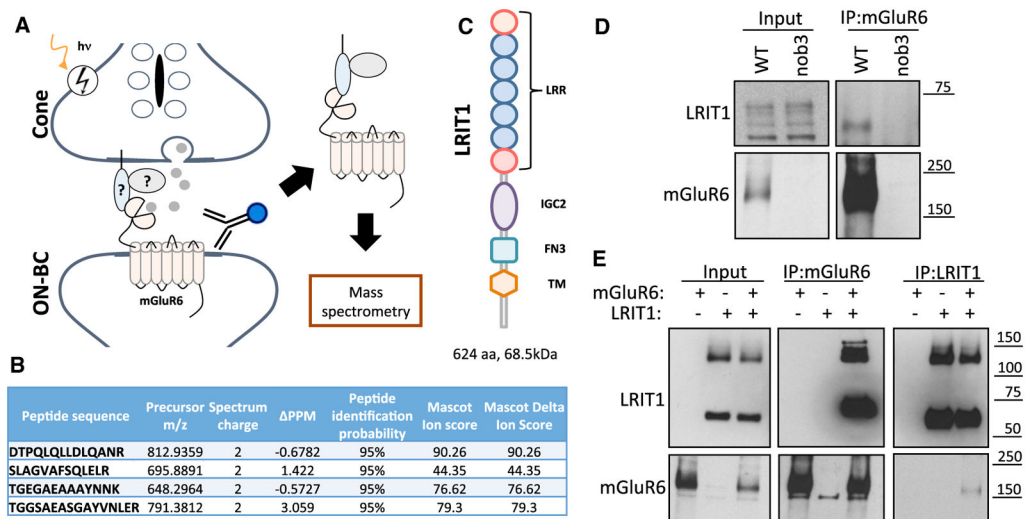 A
hν
Cone
?
?
ON-BC
mGluR6
Mass
spectrometry
B
Peptide sequence Precursor m/z Spectrum charge ΔPPM Peptide identification probability Mascot Ion score Mascot Delta Ion Score
DTPQLQLLDLQANR 812.9359 2 -0.6782 95% 90.26 90.26
SLAGVAFSQLELR 695.8891 2 1.422 95% 44.35 44.35
TGEGAEAAAYNNK 648.2964 2 -0.5727 95% 76.62 76.62
TGGSAEASGAYVNLER 791.3812 2 3.059 95% 79.3 79.3
C
LRIT1
LRR
IGC2
FN3
TM
624 aa, 68.5kDa
D
Input IP:mGluR6
WT nob3 WT nob3
LRIT1
75
mGluR6
250
150
E
Input IP:mGluR6 IP:LRIT1
mGluR6: + - + + - + + - +
LRIT1: - + + - + + - + +
LRIT1
150
100
75
50
mGluR6
250
150